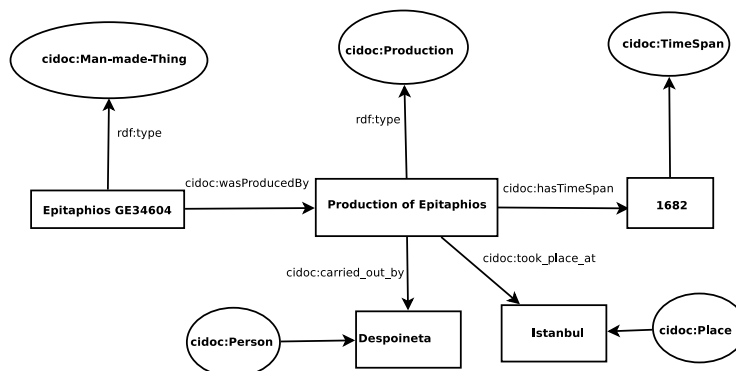 cidoc:Man-made-Thing
cidoc:Production
cidoc:TimeSpan
rdf:type
rdf:type
cidoc:wasProducedBy
cidoc:hasTimeSpan
Epitaphios GE34604
Production of Epitaphios
1682
cidoc:carried_out_by
cidoc:took_place_at
cidoc:Person
Despoineta
Istanbul
cidoc:Place